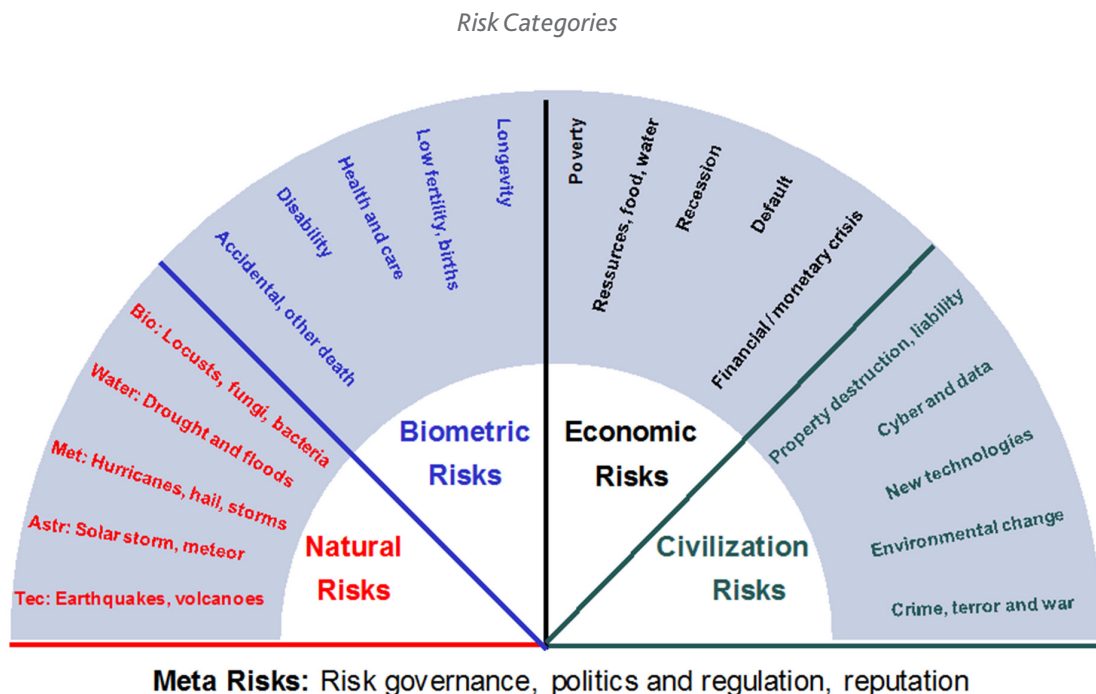 Risk Categories
Tec: Earthquakes, volcanoes
Astr: Solar storm, meteor
Met: Hurricanes, hail, storms
Water: Drought and floods
Bio: Locusts, fungi, bacteria
Natural
Risks
Accidental, other death
Disability
Health and care
Low fertility, births
Longevity
Biometric
Risks
Poverty
Ressurces, food, water
Recession
Default
Financial / monetary crisis
Economic
Risks
Property destruction, liability
Cyber and data
New technologies
Environmental change
Crime, terror and war
Civilization
Risks
Meta Risks: Risk governance, politics and regulation, reputation